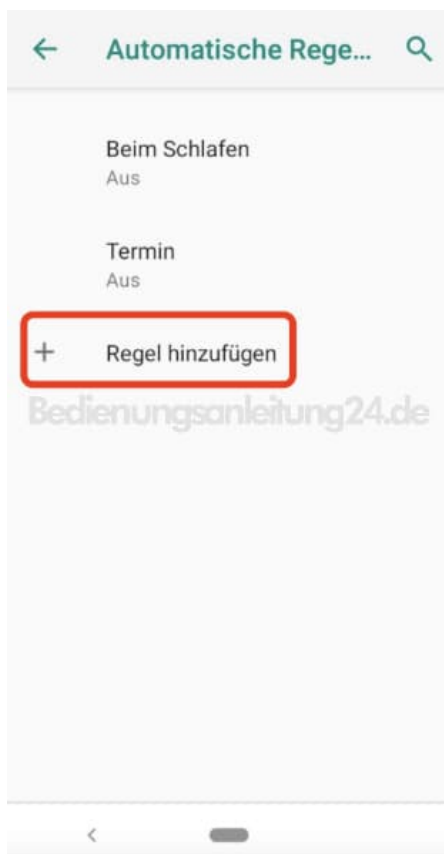 Automatische Rege...
Beim Schlafen
Aus
Termin
Aus
+ Regel hinzufügen
Bedienungsanleitung24.de